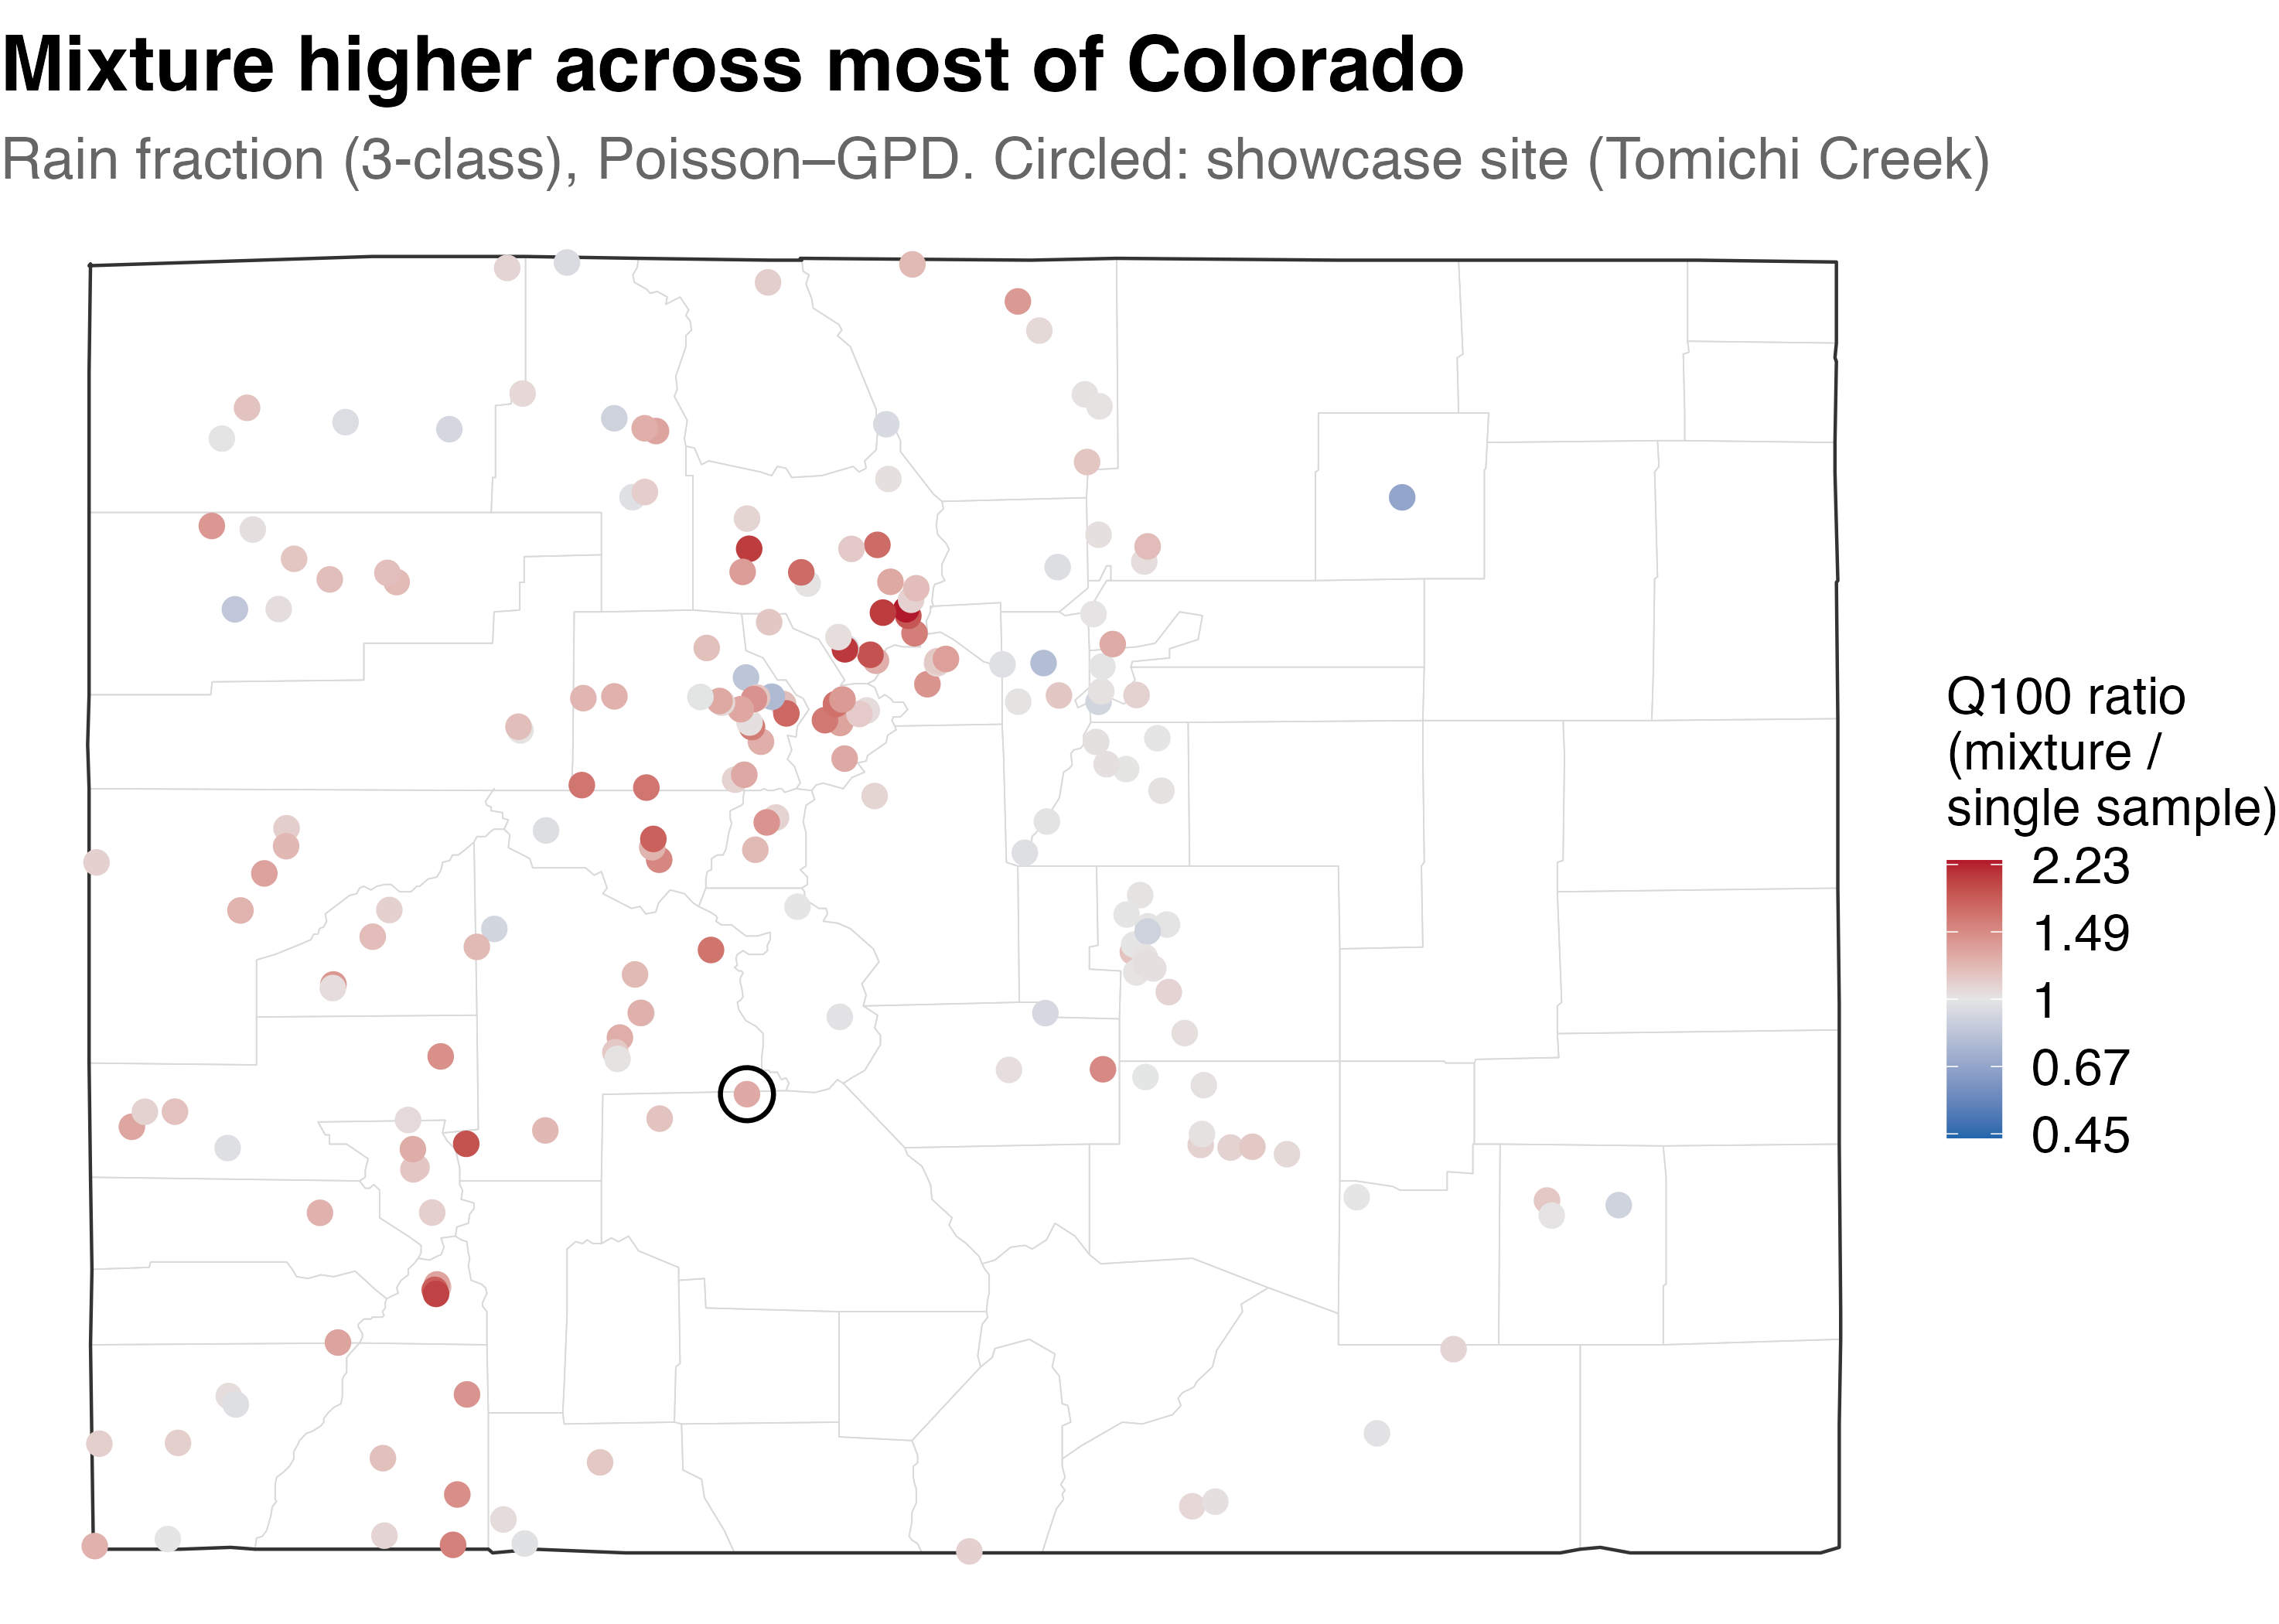 Mixture higher across most of Colorado
Rain fraction (3-class), Poisson–GPD. Circled: showcase site (Tomichi Creek)
Q100 ratio
(mixture /
single sample)
2.23
1.49
1
0.67
0.45